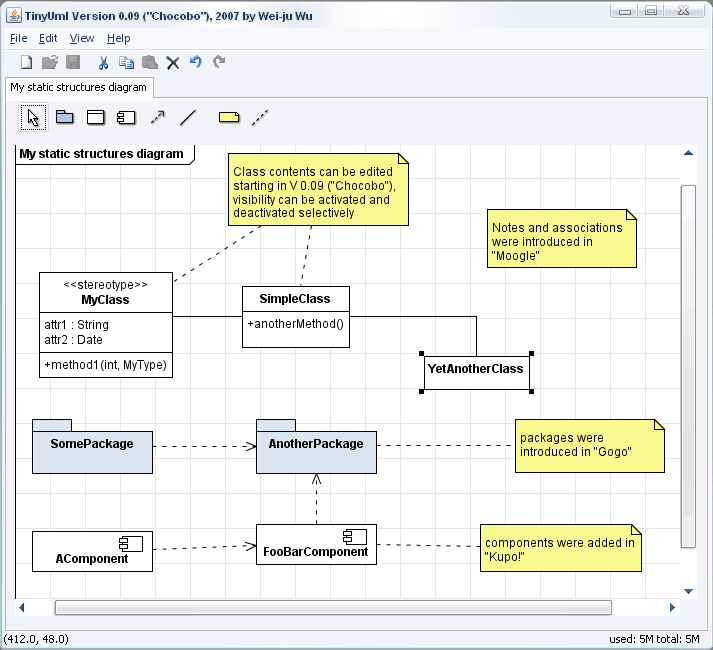 TinyUml Version 0.09 ("Chocobo"), 2007 by Wei-ju Wu
File Edit View Help
My static structures diagram
My static structures diagram
Class contents can be edited
starting in V 0.09 ("Chocobo"),
visibility can be activated and
deactivated selectively
Notes and associations
were introduced in
"Moogle"
<<stereotype>>
MyClass
attr1 : String
attr2 : Date
+method1(int, MyType)
SimpleClass
+anotherMethod()
YetAnotherClass
SomePackage
AnotherPackage
packages were
introduced in "Gogo"
AComponent
FooBarComponent
components were added in
"Kupo!"
(412.0, 48.0)
used: 5M total: 5M